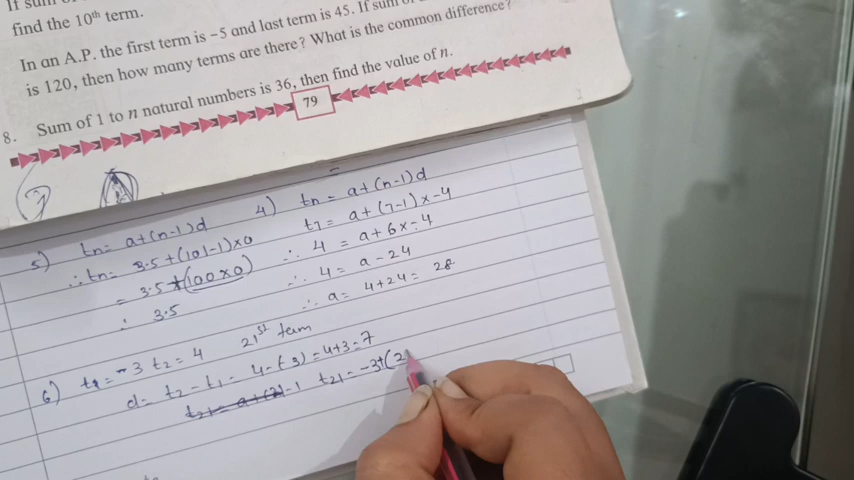 find the 10th term.
In an A.P. the first term is –5 and last term is 45. If sum of
is 120, then how many terms are there? What is the common difference?
8. Sum of 1 to n natural numbers is 36, then find the value of n.
79
5) tn = a+(n-1)d
∴ tn = 3.5+(101-1)×0
= 3.5+(100×0)
∴ 3.5
4) tn = a+(n-1)d
t7 = a+(7-1)×-4
∴ 4 = a+6×-4
∴ 4 = a-24
∴ a = 4+24 = 28
6) t1 = -3 t2 = 4 21st term
d = t2-t1 = 4-(-3) = 4+3 = 7
t21 = -3+(2